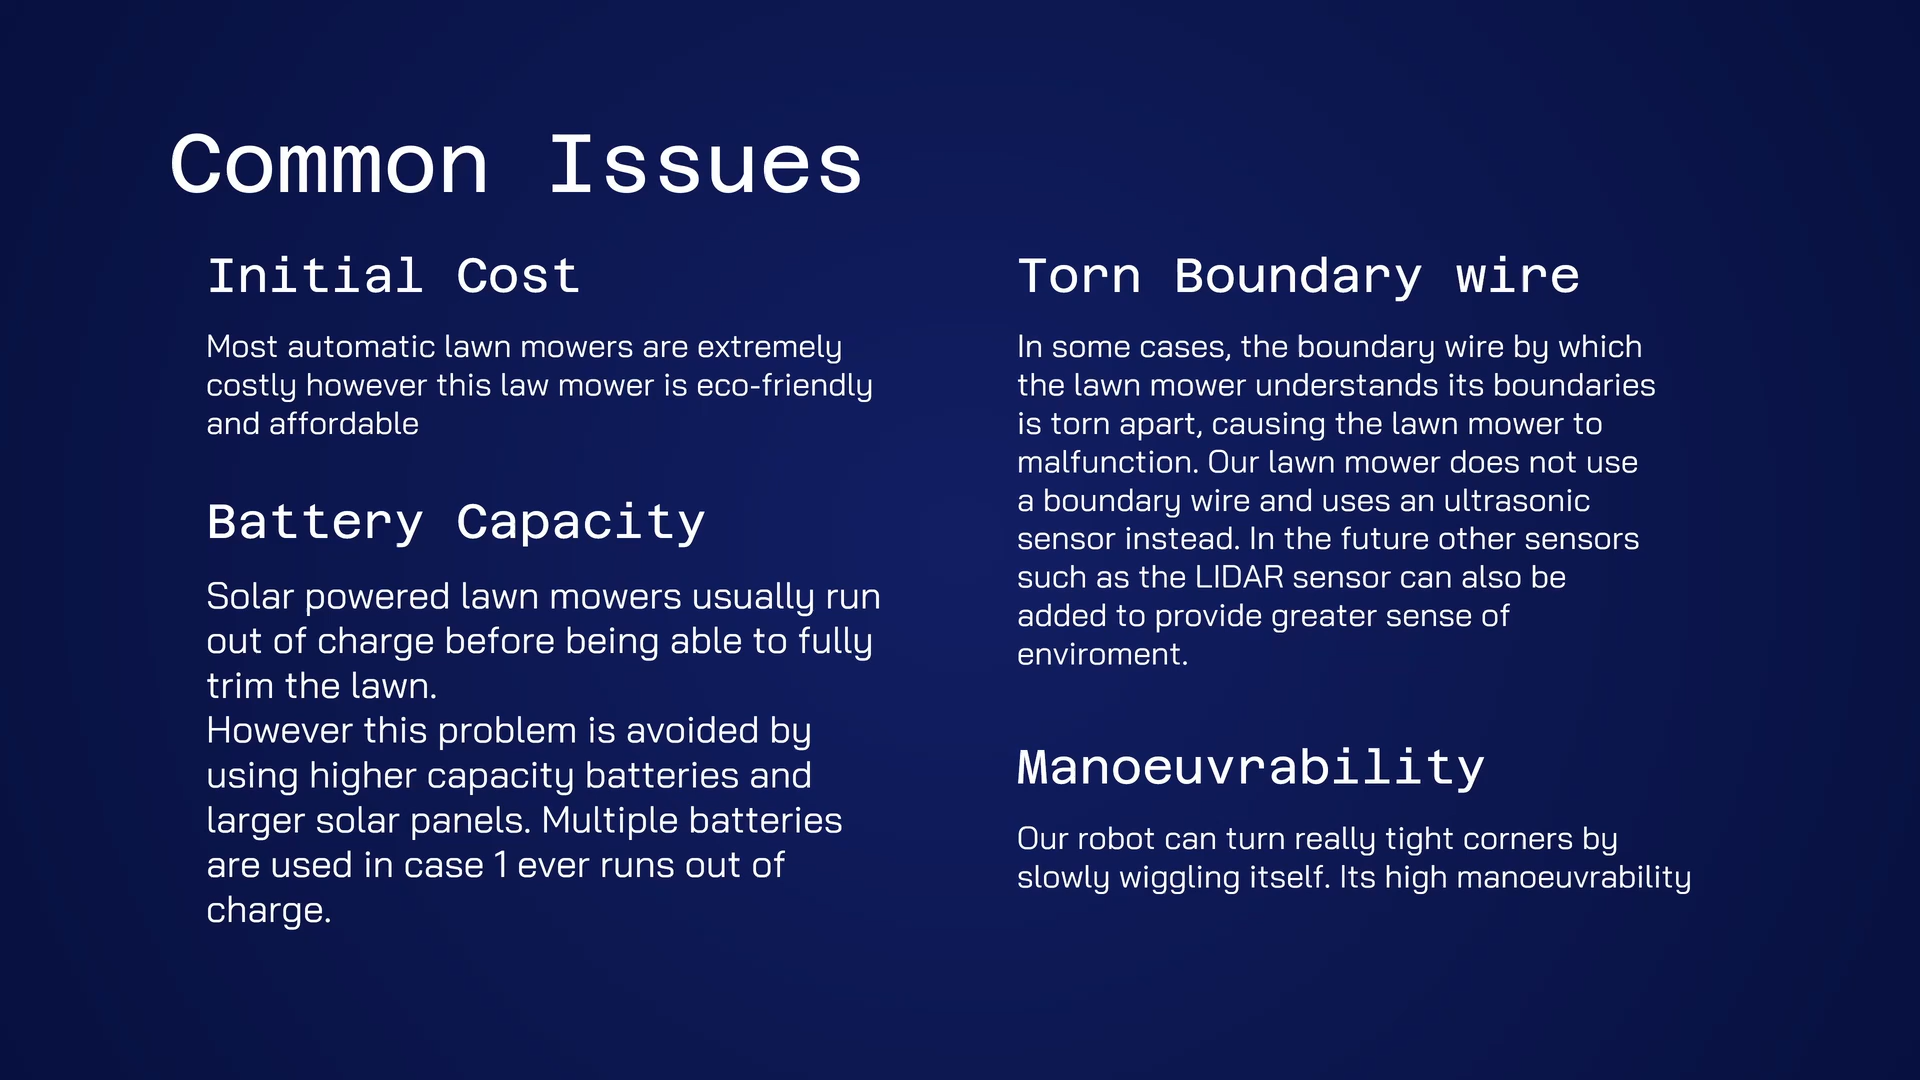 Common Issues
Initial Cost
Most automatic lawn mowers are extremely
costly however this law mower is eco-friendly
and affordable
Battery Capacity
Solar powered lawn mowers usually run
out of charge before being able to fully
trim the lawn.
However this problem is avoided by
using higher capacity batteries and
larger solar panels. Multiple batteries
are used in case 1 ever runs out of
charge.
Torn Boundary wire
In some cases, the boundary wire by which
the lawn mower understands its boundaries
is torn apart, causing the lawn mower to
malfunction. Our lawn mower does not use
a boundary wire and uses an ultrasonic
sensor instead. In the future other sensors
such as the LIDAR sensor can also be
added to provide greater sense of
enviroment.
Manoeuvrability
Our robot can turn really tight corners by
slowly wiggling itself. Its high manoeuvrability